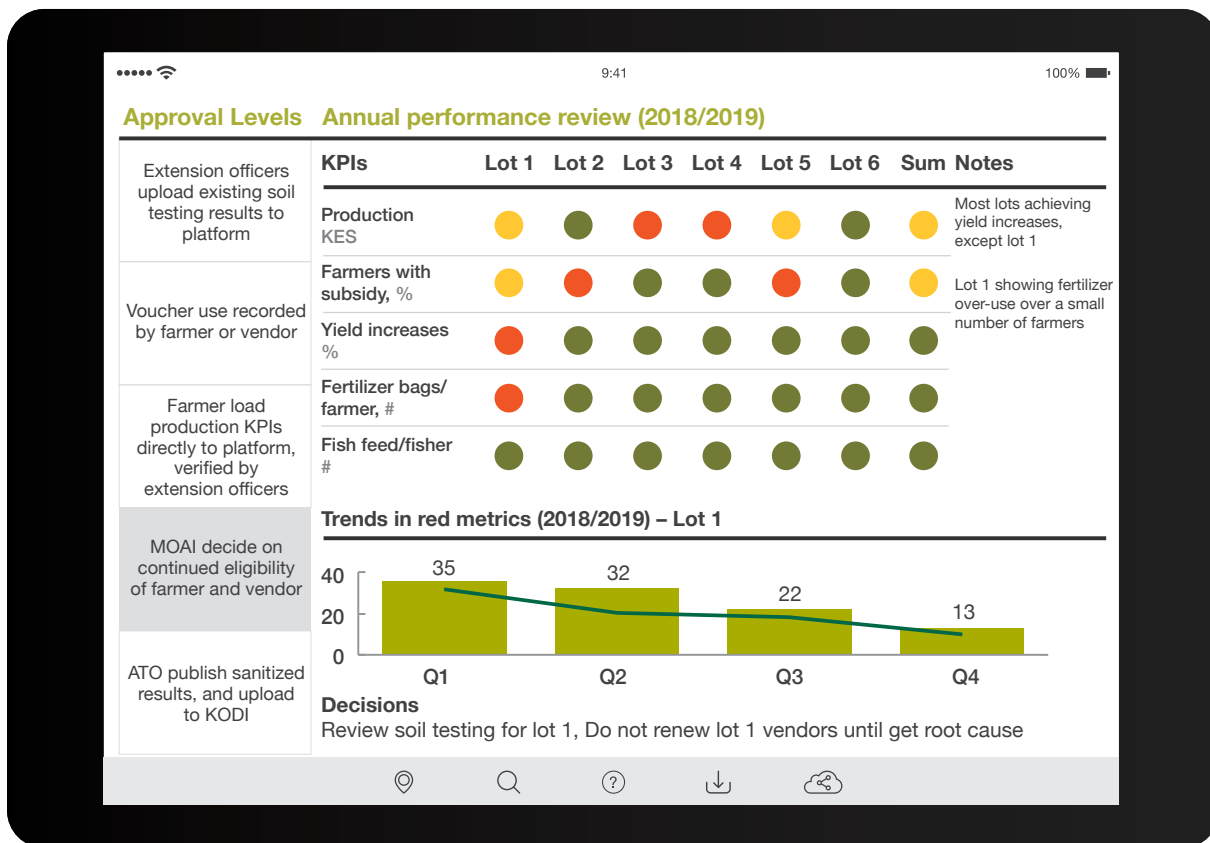 9:41
100%
Approval Levels
Extension officers
upload existing soil
testing results to
platform
Voucher use recorded
by farmer or vendor
Farmer load
production KPIs
directly to platform,
verified by
extension officers
MOAI decide on
continued eligibility
of farmer and vendor
ATO publish sanitized
results, and upload
to KODI
Annual performance review (2018/2019)
KPIs Lot 1 Lot 2 Lot 3 Lot 4 Lot 5 Lot 6 Sum Notes
Production
KES
Farmers with
subsidy, %
Yield increases
%
Fertilizer bags/
farmer, #
Fish feed/fisher
#
Most lots achieving
yield increases,
except lot 1
Lot 1 showing fertilizer
over-use over a small
number of farmers
Trends in red metrics (2018/2019) – Lot 1
40
20
0
35
32
22
13
Q1 Q2 Q3 Q4
Decisions
Review soil testing for lot 1, Do not renew lot 1 vendors until get root cause
?